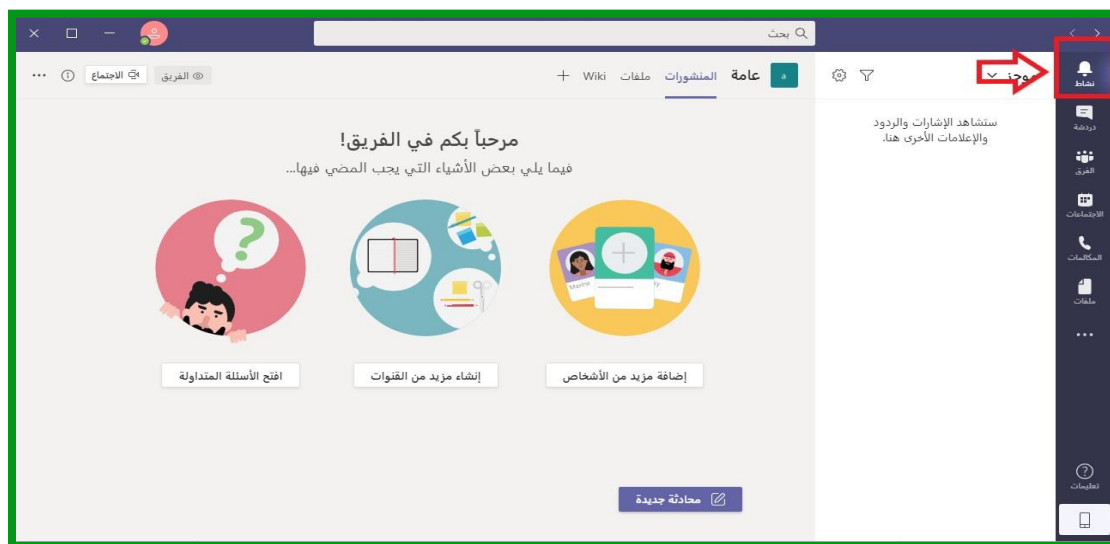 بحث
نشاط
دردشة
الفرق
الاجتماعات
المكالمات
ملفات
تعليمات
موجز
ستشاهد الإشارات والردود
والإعلامات الأخرى هنا.
a عامة المنشورات ملفات Wiki +
الفريق الاجتماع
مرحباً بكم في الفريق!
فيما يلي بعض الأشياء التي يجب المضي فيها...
Maxine
إضافة مزيد من الأشخاص
إنشاء مزيد من القنوات
افتح الأسئلة المتداولة
محادثة جديدة